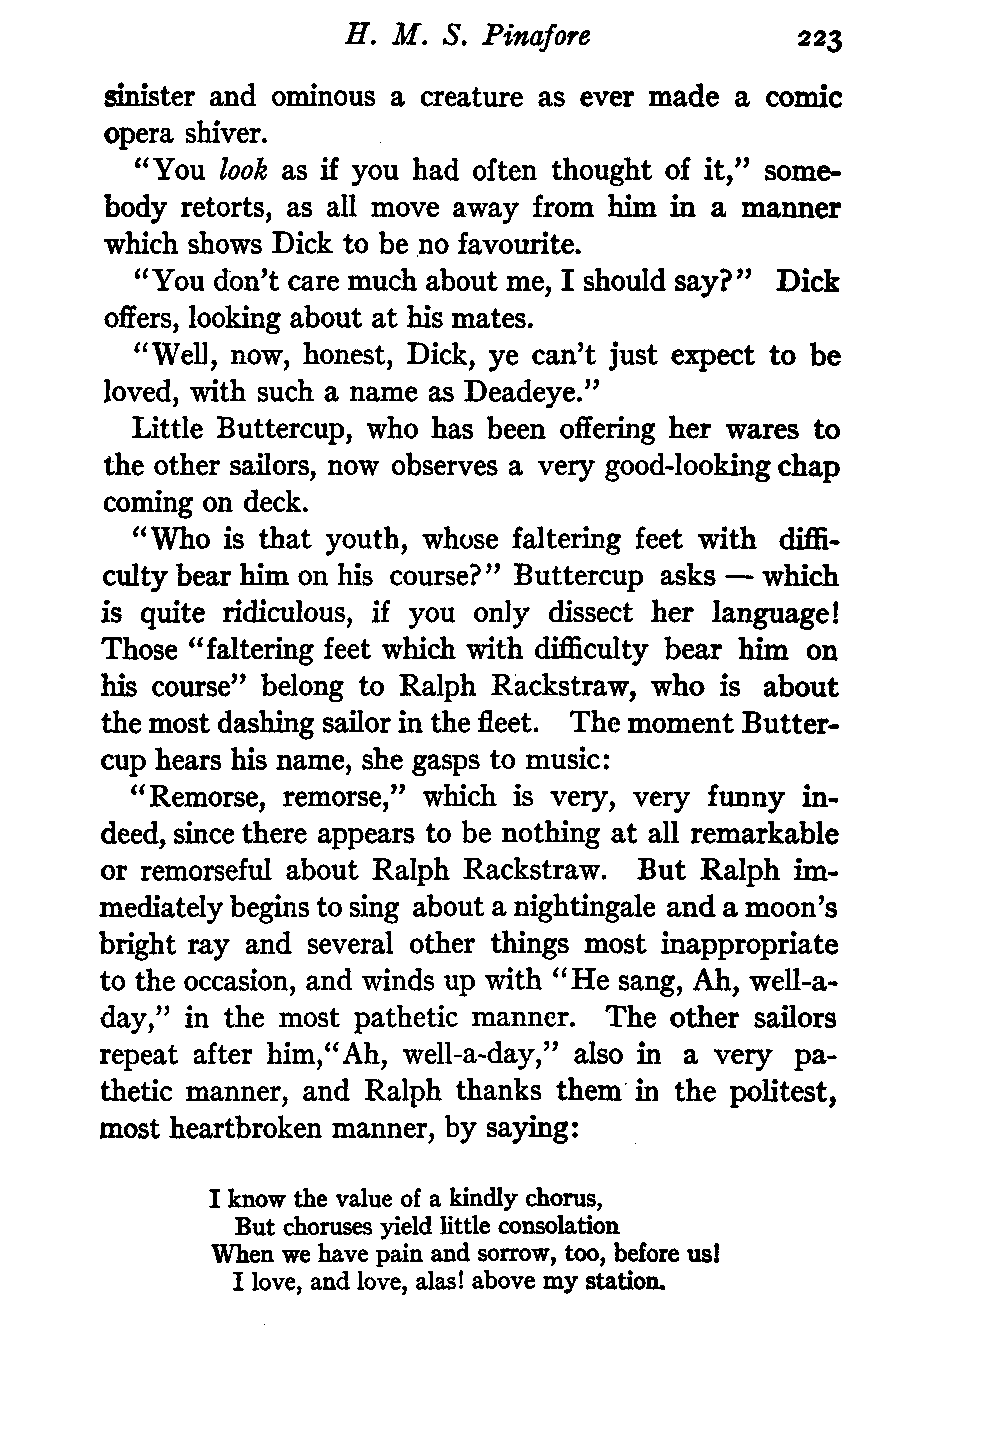 H. M. S. Pinafore 223
sinister and ominous a creature as ever made a comic
opera shiver.
"You look as if you had often thought of it," some-
body retorts, as all move away from him in a manner
which shows Dick to be no favourite.
"You don't care much about me, I should say?" Dick
offers, looking about at his mates.
"Well, now, honest, Dick, ye can't just expect to be
loved, with such a name as Deadeye."
Little Buttercup, who has been offering her wares to
the other sailors, now observes a very good-looking chap
coming on deck.
"Who is that youth, whose faltering feet with diffi-
culty bear him on his course?" Buttercup asks — which
is quite ridiculous, if you only dissect her language!
Those "faltering feet which with difficulty bear him on
his course" belong to Ralph Rackstraw, who is about
the most dashing sailor in the fleet. The moment Butter-
cup hears his name, she gasps to music:
"Remorse, remorse," which is very, very funny in-
deed, since there appears to be nothing at all remarkable
or remorseful about Ralph Rackstraw. But Ralph im-
mediately begins to sing about a nightingale and a moon's
bright ray and several other things most inappropriate
to the occasion, and winds up with "He sang, Ah, well-a-
day," in the most pathetic manner. The other sailors
repeat after him,"Ah, well-a-day," also in a very pa-
thetic manner, and Ralph thanks them in the politest,
most heartbroken manner, by saying:
I know the value of a kindly chorus,
But choruses yield little consolation
When we have pain and sorrow, too, before us!
I love, and love, alas! above my station.